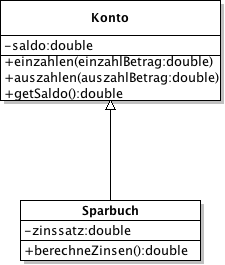 Konto
-saldo:double
+einzahlen(einzahlBetrag:double)
+auszahlen(auszahlBetrag:double)
+getSaldo():double
Sparbuch
-zinssatz:double
+berechneZinsen():double